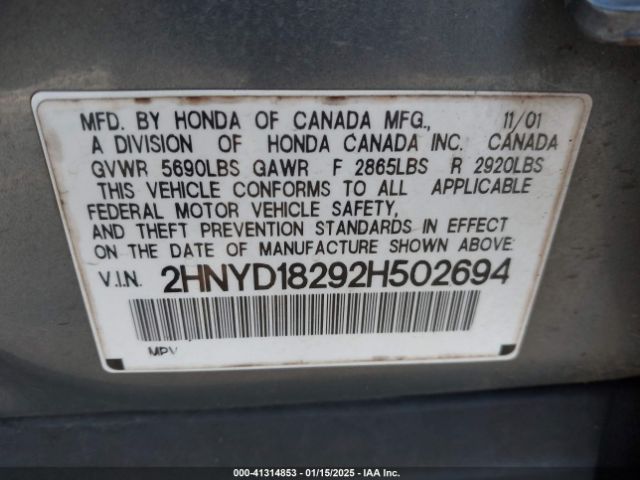 MFD. BY HONDA OF CANADA MFG., 11/01
A DIVISION OF HONDA CANADA INC. CANADA
GVWR 5690LBS GAWR F 2865LBS R 2920LBS
THIS VEHICLE CONFORMS TO ALL APPLICABLE
FEDERAL MOTOR VEHICLE SAFETY,
AND THEFT PREVENTION STANDARDS IN EFFECT
ON THE DATE OF MANUFACTURE SHOWN ABOVE:
V.I.N. 2HNYD18292H502694
MPV
000-41314853 - 01/15/2025 - IAA Inc.